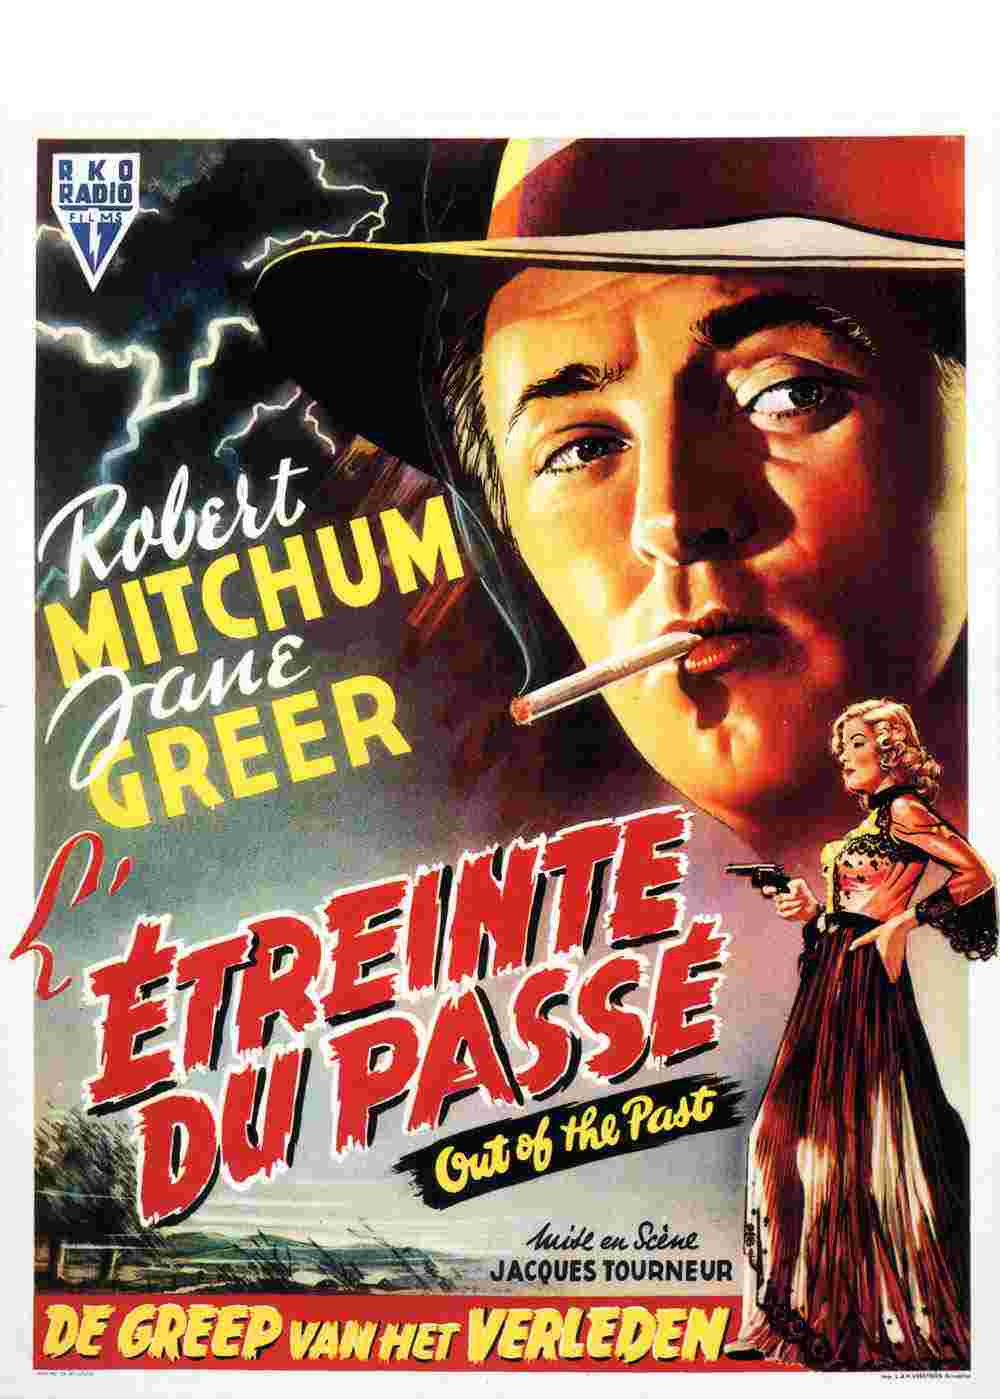 RKO
RADIO
FILMS
Robert
MITCHUM
Jane
GREER
L'ÉTREINTE
DU PASSÉ
Out of the Past
Mise en Scène
JACQUES TOURNEUR
DE GREEP VAN HET VERLEDEN